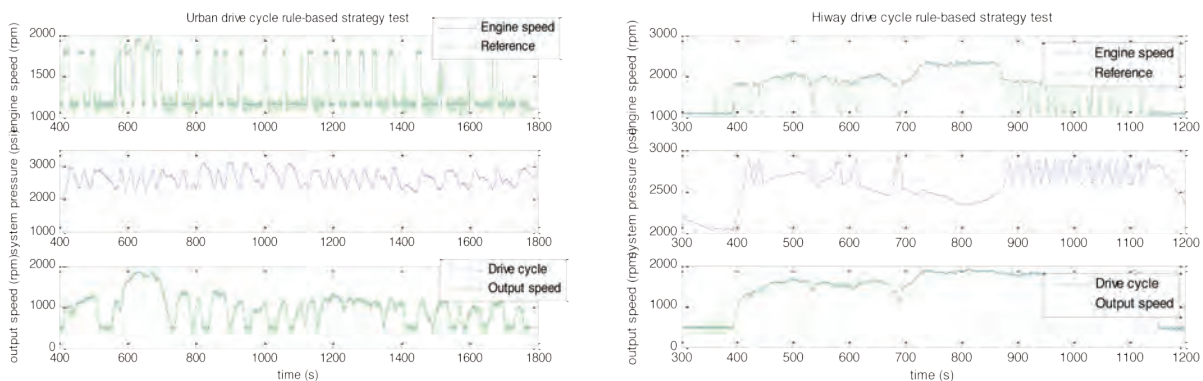 Urban drive cycle rule-based strategy test
engine speed (rpm)
2000
1500
1000
Engine speed
Reference
400 600 800 1000 1200 1400 1600 1800
system pressure (psi)
3000
2000
1000
400 600 800 1000 1200 1400 1600 1800
output speed (rpm)
2000
1000
0
Drive cycle
Output speed
400 600 800 1000 1200 1400 1600 1800
time (s)
Hiway drive cycle rule-based strategy test
engine speed (rpm)
3000
2000
1000
Engine speed
Reference
300 400 500 600 700 800 900 1000 1100 1200
system pressure (psi)
3000
2500
2000
300 400 500 600 700 800 900 1000 1100 1200
output speed (rpm)
2000
1000
0
Drive cycle
Output speed
300 400 500 600 700 800 900 1000 1100 1200
time (s)